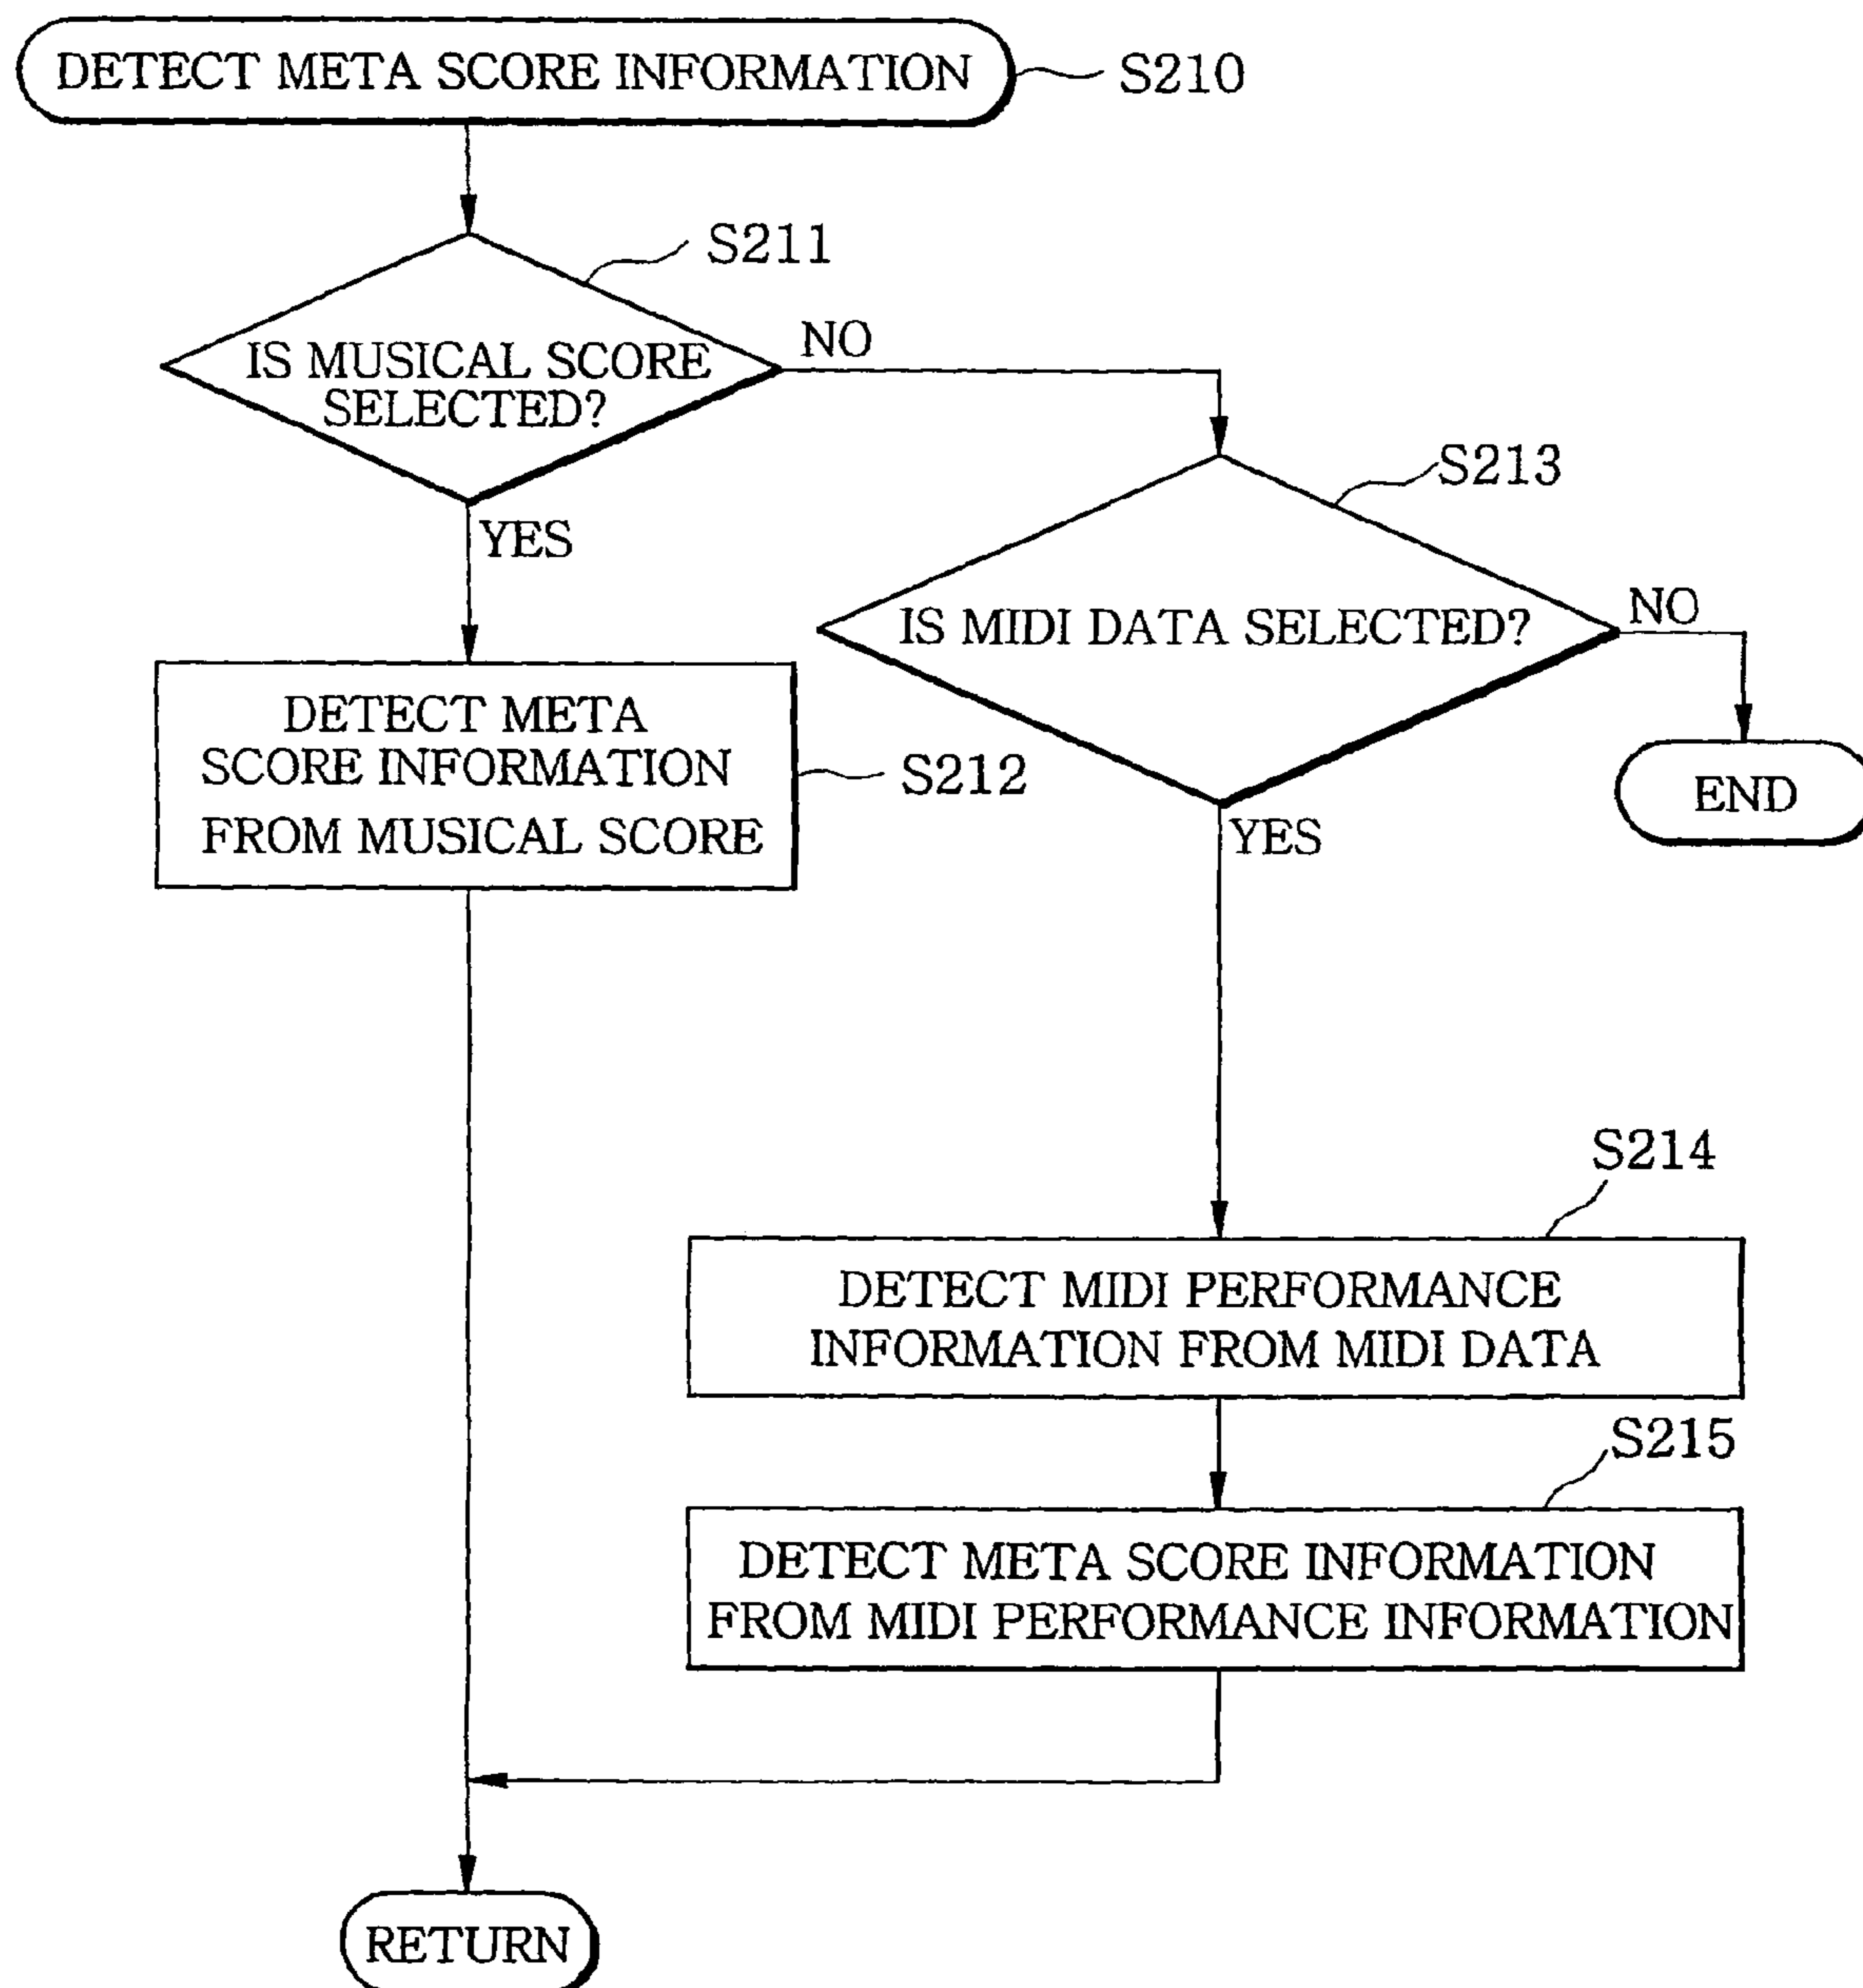 DETECT META SCORE INFORMATION
S210
S211
IS MUSICAL SCORE
SELECTED?
NO
YES
S213
IS MIDI DATA SELECTED?
NO
END
YES
DETECT META
SCORE INFORMATION
FROM MUSICAL SCORE
S212
S214
DETECT MIDI PERFORMANCE
INFORMATION FROM MIDI DATA
S215
DETECT META SCORE INFORMATION
FROM MIDI PERFORMANCE INFORMATION
RETURN